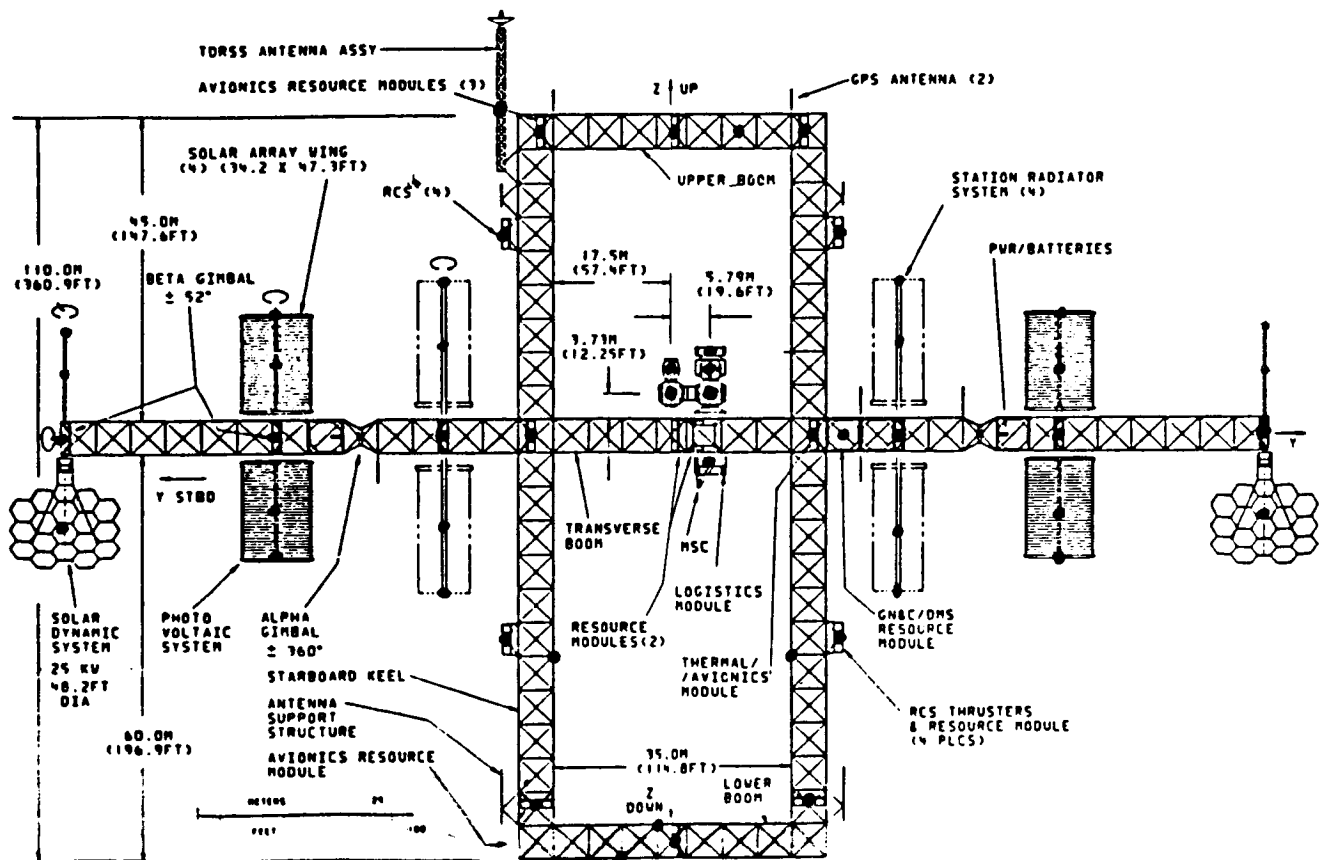 TDRSS ANTENNA ASSY
AVIONICS RESOURCE MODULES (3)
GPS ANTENNA (2)
Z UP
SOLAR ARRAY WING
(4) (34.2 X 47.3FT)
RCS (4)
UPPER BOOM
STATION RADIATOR
SYSTEM (4)
45.0M
(147.6FT)
110.0M
(360.9FT)
BETA GIMBAL
± 52°
17.5M
(57.4FT)
5.79M
(19.6FT)
PWR/BATTERIES
3.73M
(12.25FT)
Y
Y STBD
TRANSVERSE
BOOM
MSC
LOGISTICS
MODULE
SOLAR
DYNAMIC
SYSTEM
25 KW
48.2FT
DIA
PHOTO
VOLTAIC
SYSTEM
ALPHA
GIMBAL
± 360°
RESOURCE
MODULES(2)
GN&C/DMS
RESOURCE
MODULE
THERMAL/
/AVIONICS
MODULE
STARBOARD KEEL
ANTENNA
SUPPORT
STRUCTURE
RCS THRUSTERS
& RESOURCE MODULE
(4 PLCS)
60.0M
(196.9FT)
AVIONICS RESOURCE
MODULE
35.0M
(114.8FT)
LOWER
BOOM
Z
DOWN
METERS
FEET
100